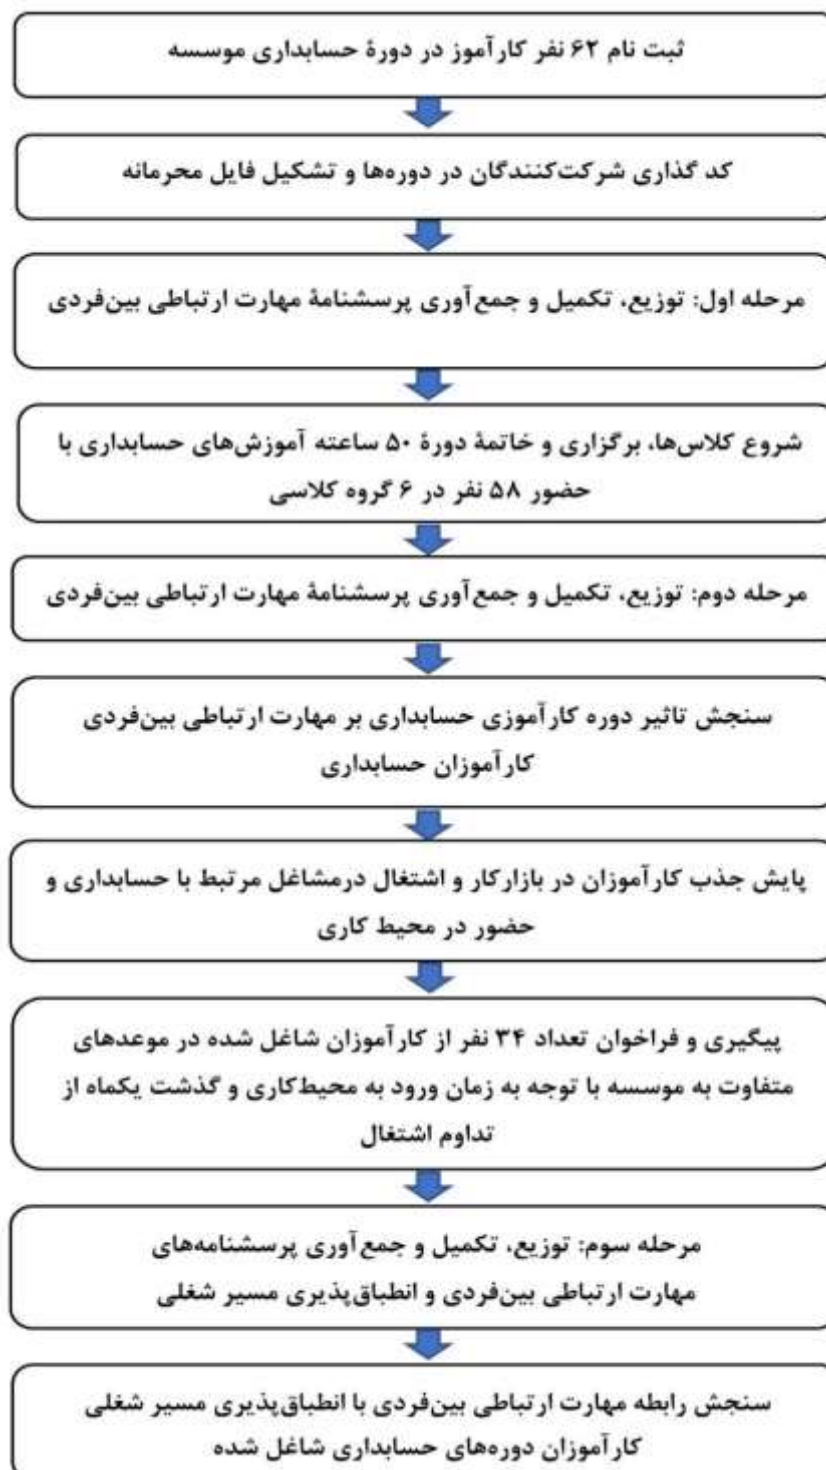 ثبت نام ۶۲ نفر کارآموز در دورۀ حسابداری موسسه
کد گذاری شرکت‌کنندگان در دوره‌ها و تشکیل فایل محرمانه
مرحله اول: توزیع، تکمیل و جمع‌آوری پرسشنامۀ مهارت ارتباطی بین‌فردی
شروع کلاس‌ها، برگزاری و خاتمۀ دورۀ ۵۰ ساعته آموزش‌های حسابداری با
حضور ۵۸ نفر در ۶ گروه کلاسی
مرحله دوم: توزیع، تکمیل و جمع‌آوری پرسشنامۀ مهارت ارتباطی بین‌فردی
سنجش تاثیر دوره کارآموزی حسابداری بر مهارت ارتباطی بین‌فردی
کارآموزان حسابداری
پایش جذب کارآموزان در بازارکار و اشتغال درمشاغل مرتبط با حسابداری و
حضور در محیط کاری
پیگیری و فراخوان تعداد ۳۴ نفر از کارآموزان شاغل شده در موعدهای
متفاوت به موسسه با توجه به زمان ورود به محیط‌کاری و گذشت یکماه از
تداوم اشتغال
مرحله سوم: توزیع، تکمیل و جمع‌آوری پرسشنامه‌های
مهارت ارتباطی بین‌فردی و انطباق‌پذیری مسیر شغلی
سنجش رابطه مهارت ارتباطی بین‌فردی با انطباق‌پذیری مسیر شغلی
کارآموزان دوره‌های حسابداری شاغل شده